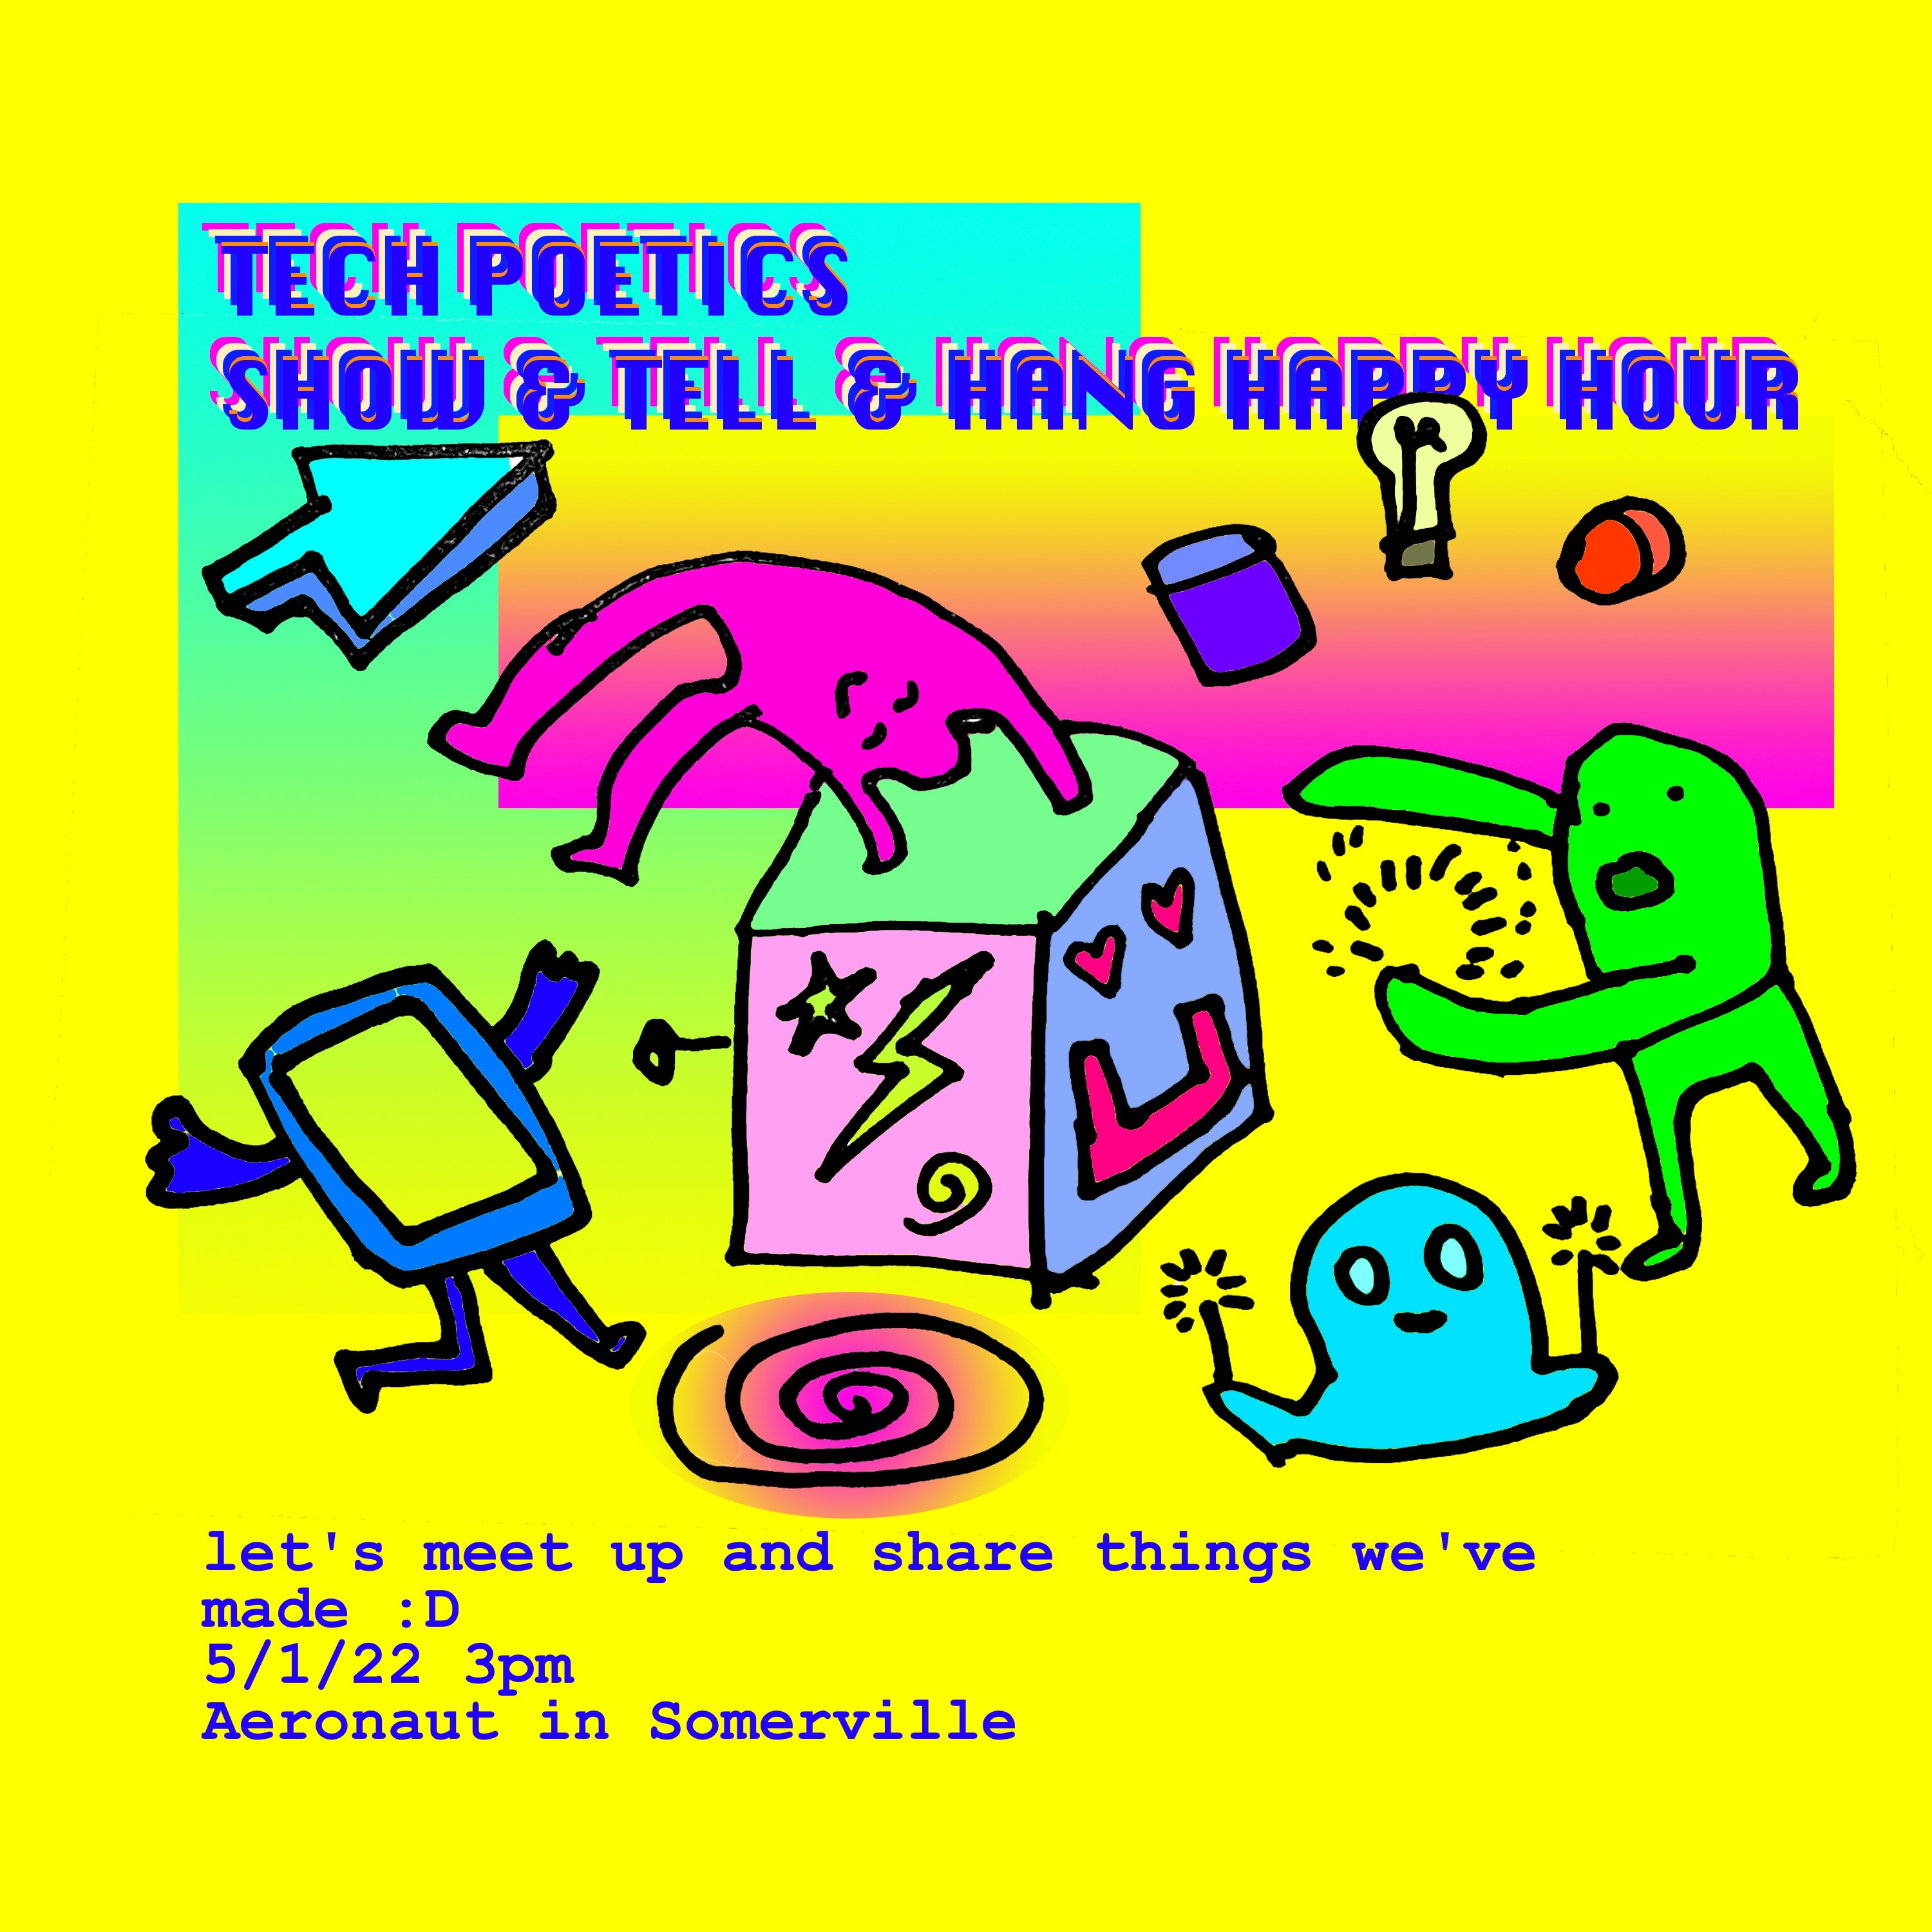 TECH POETICS
SHOW & TELL & HANG HAPPY HOUR
let's meet up and share things we've
made :D
5/1/22 3pm
Aeronaut in Somerville